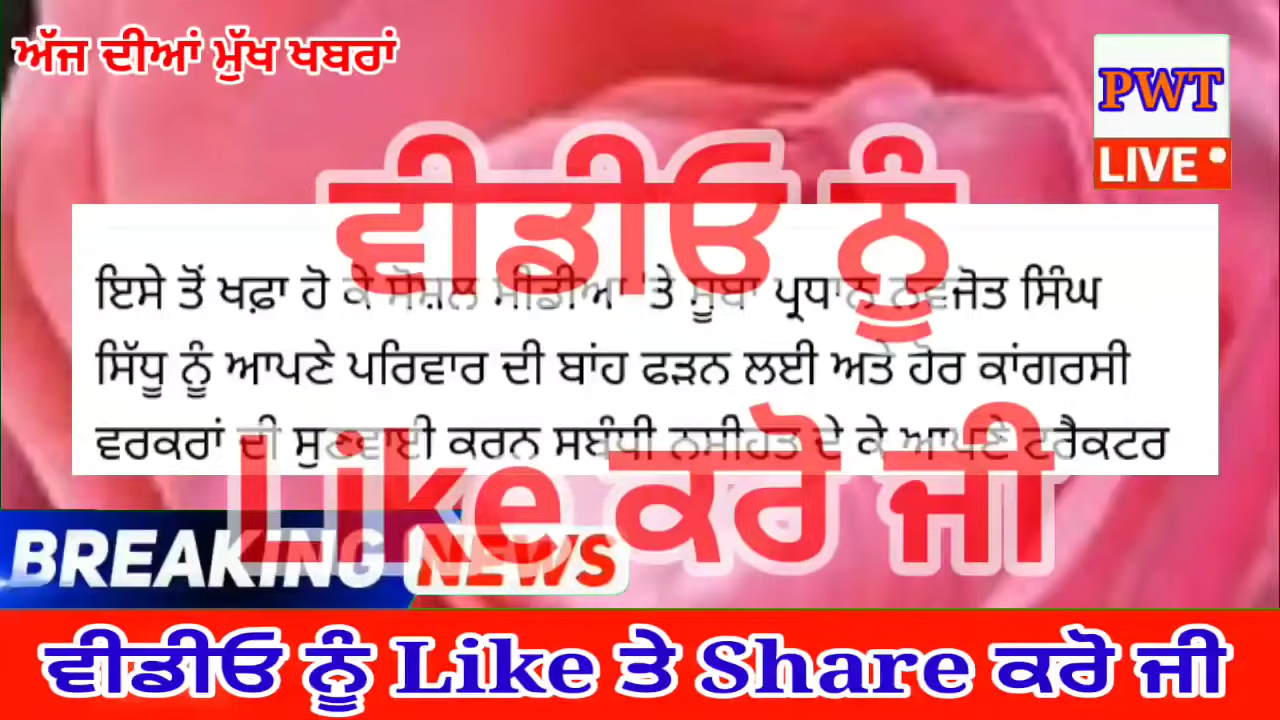 ਅੱਜ ਦੀਆਂ ਮੁੱਖ ਖਬਰਾਂ
PWT
LIVE
ਵੀਡੀਓ ਨੂੰ
ਇਸੇ ਤੋਂ ਖਫ਼ਾ ਹੋ ਕੇ ਸੋਸ਼ਲ ਮੀਡੀਆ 'ਤੇ ਸੂਬਾ ਪ੍ਰਧਾਨ ਨਵਜੋਤ ਸਿੰਘ
ਸਿੱਧੂ ਨੂੰ ਆਪਣੇ ਪਰਿਵਾਰ ਦੀ ਬਾਂਹ ਫੜਨ ਲਈ ਅਤੇ ਹੋਰ ਕਾਂਗਰਸੀ
ਵਰਕਰਾਂ ਦੀ ਸੁਣਵਾਈ ਕਰਨ ਸਬੰਧੀ ਨਸੀਹਤ ਦੇ ਕੇ ਆਪਣੇ ਟਰੈਕਟਰ
Like ਕਰੋ ਜੀ
BREAKING NEWS
ਵੀਡੀਓ ਨੂੰ Like ਤੇ Share ਕਰੋ ਜੀ